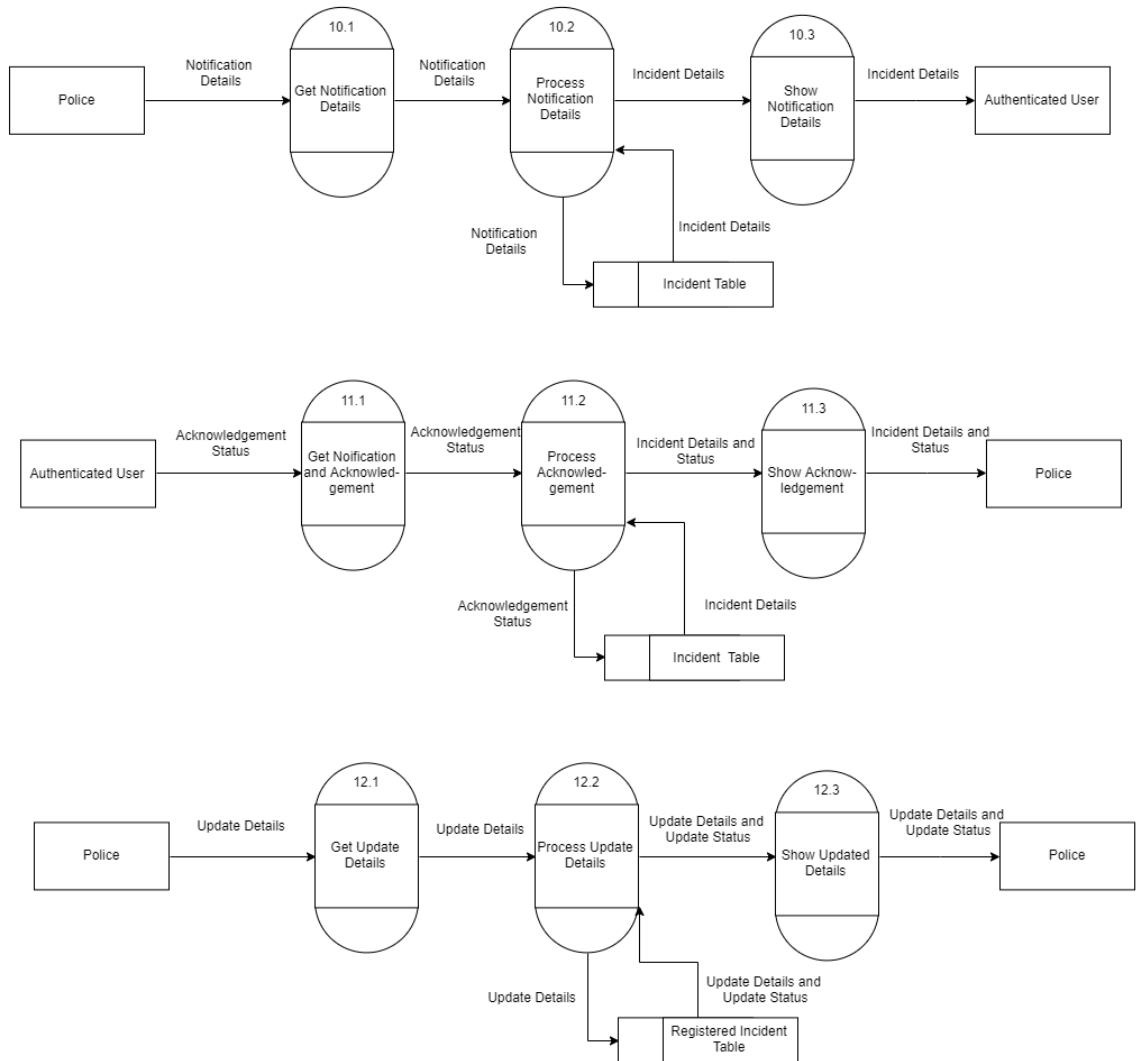 10.1
10.2
10.3
Notification
Details
Notification
Details
Incident Details
Incident Details
Police
Get Notification
Details
Process
Notification
Details
Show
Notification
Details
Authenticated User
Notification
Details
Incident Details
Incident Table
11.1
11.2
11.3
Acknowledgement
Status
Acknowledgement
Status
Incident Details and
Status
Incident Details and
Status
Authenticated User
Get Noification
and Acknowled-
gement
Process
Acknowled-
gement
Show Acknow-
ledgement
Police
Acknowledgement
Status
Incident Details
Incident  Table
12.1
12.2
12.3
Update Details
Update Details
Update Details and
Update Status
Update Details and
Update Status
Police
Get Update
Details
Process Update
Details
Show Updated
Details
Police
Update Details
Update Details and
Update Status
Registered Incident
Table